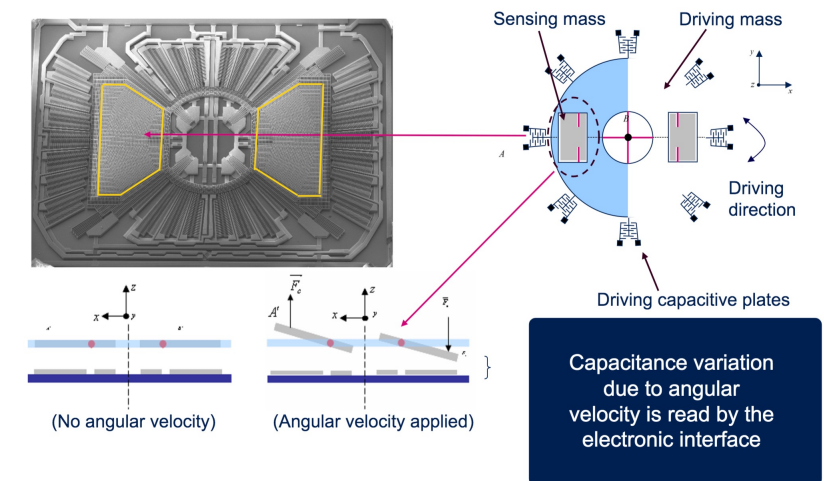 Sensing mass
Driving mass
y
z
x
A
B
Driving
direction
Driving capacitive plates
z
x
y
A'
B'
(No angular velocity)
F_c
z
A'
x
y
(Angular velocity applied)
Capacitance variation
due to angular
velocity is read by the
electronic interface